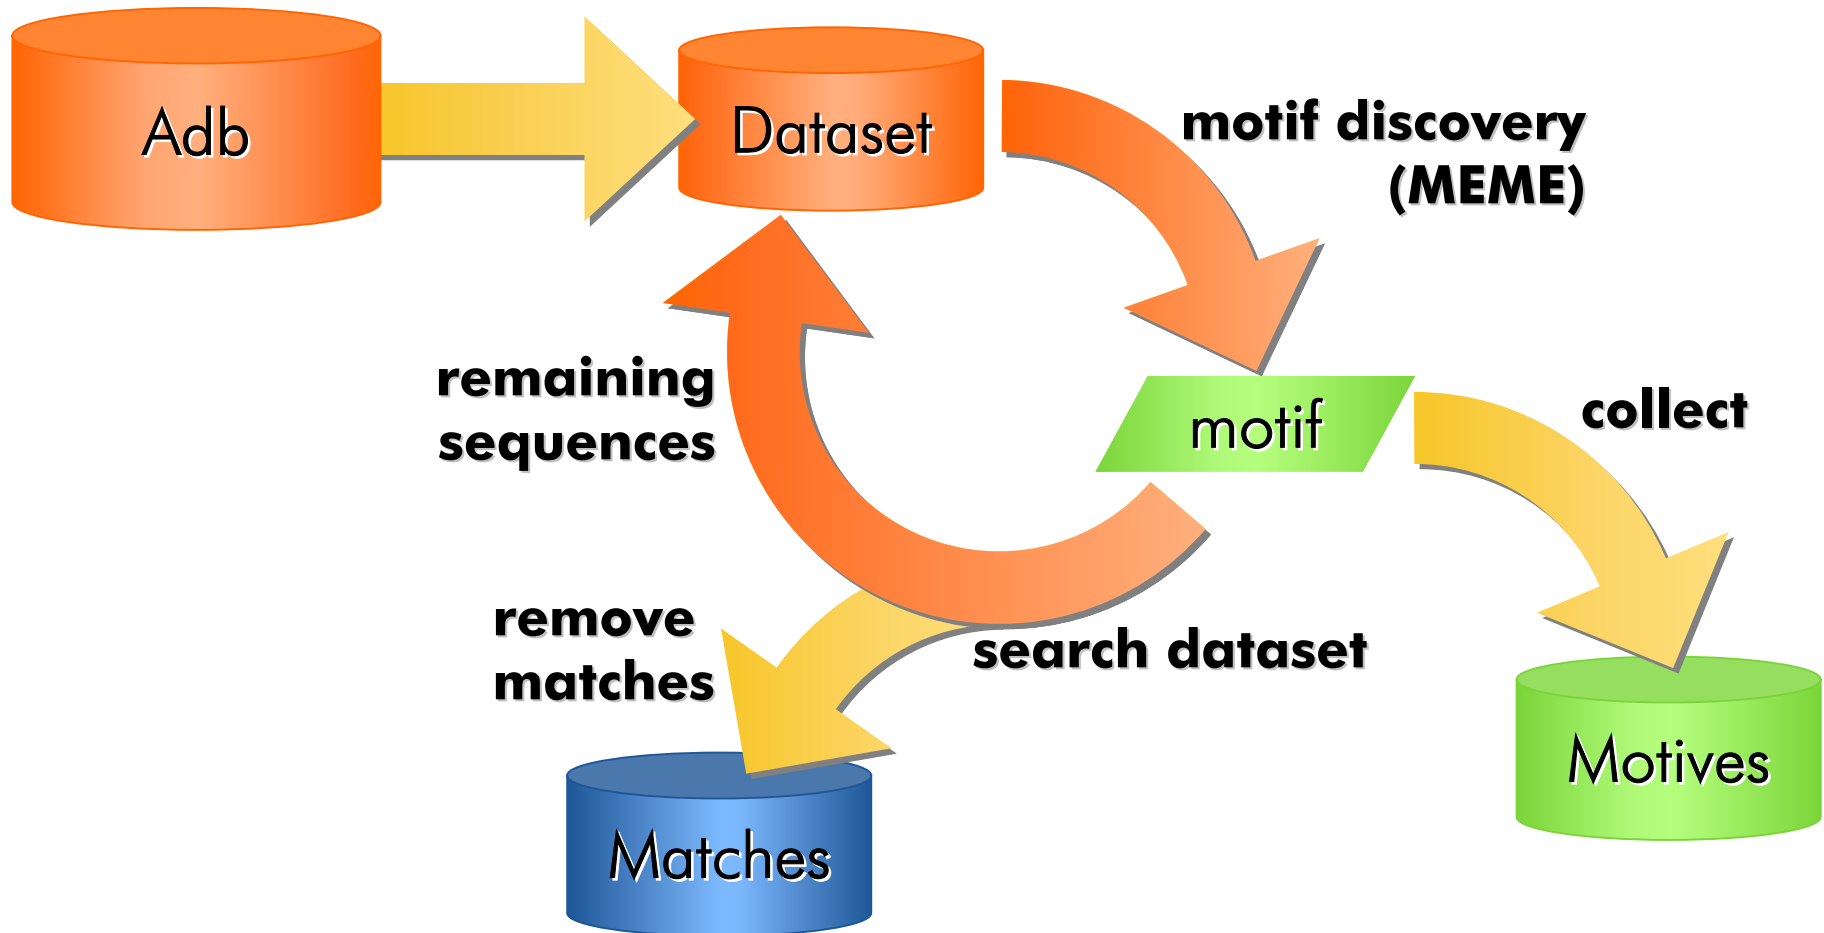 Adb
Dataset
motif discovery
(MEME)
remaining
sequences
motif
collect
remove
matches
search dataset
Motives
Matches